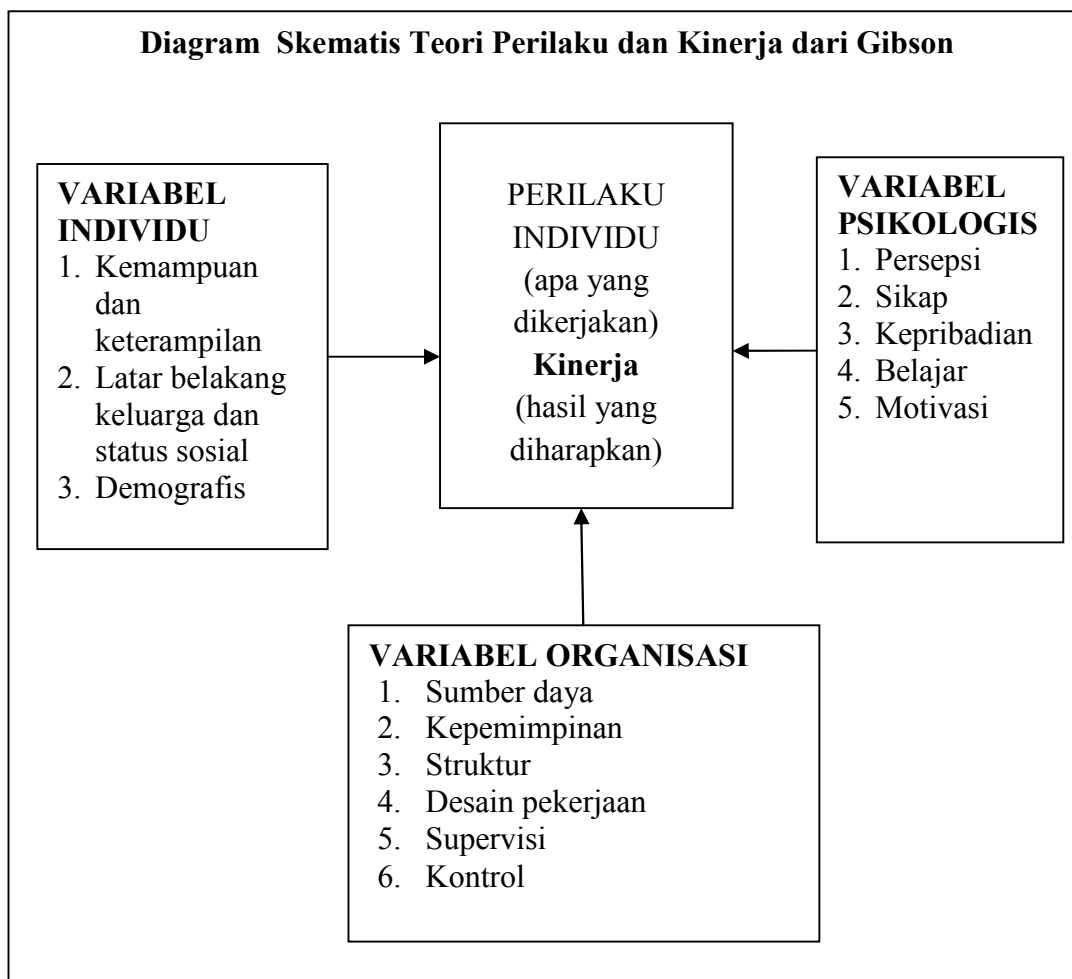 Diagram Skematis Teori Perilaku dan Kinerja dari Gibson
VARIABEL
INDIVIDU
1. Kemampuan
dan
keterampilan
2. Latar belakang
keluarga dan
status sosial
3. Demografis
PERILAKU
INDIVIDU
(apa yang
dikerjakan)
Kinerja
(hasil yang
diharapkan)
VARIABEL
PSIKOLOGIS
1. Persepsi
2. Sikap
3. Kepribadian
4. Belajar
5. Motivasi
VARIABEL ORGANISASI
1. Sumber daya
2. Kepemimpinan
3. Struktur
4. Desain pekerjaan
5. Supervisi
6. Kontrol